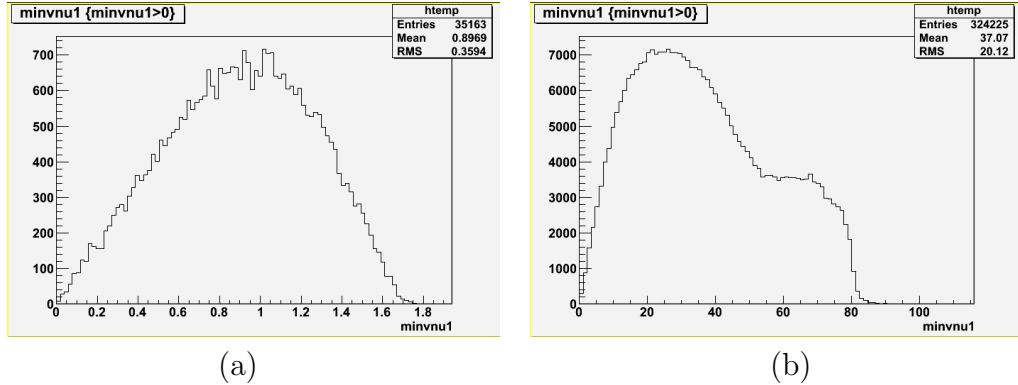 minvnu1 {minvnu1>0}
htemp
Entries 35163
Mean 0.8969
RMS 0.3594
700
600
500
400
300
200
100
0
0 0.2 0.4 0.6 0.8 1 1.2 1.4 1.6 1.8
minvnu1
(a)
minvnu1 {minvnu1>0}
htemp
Entries 324225
Mean 37.07
RMS 20.12
7000
6000
5000
4000
3000
2000
1000
0
0 20 40 60 80 100
minvnu1
(b)